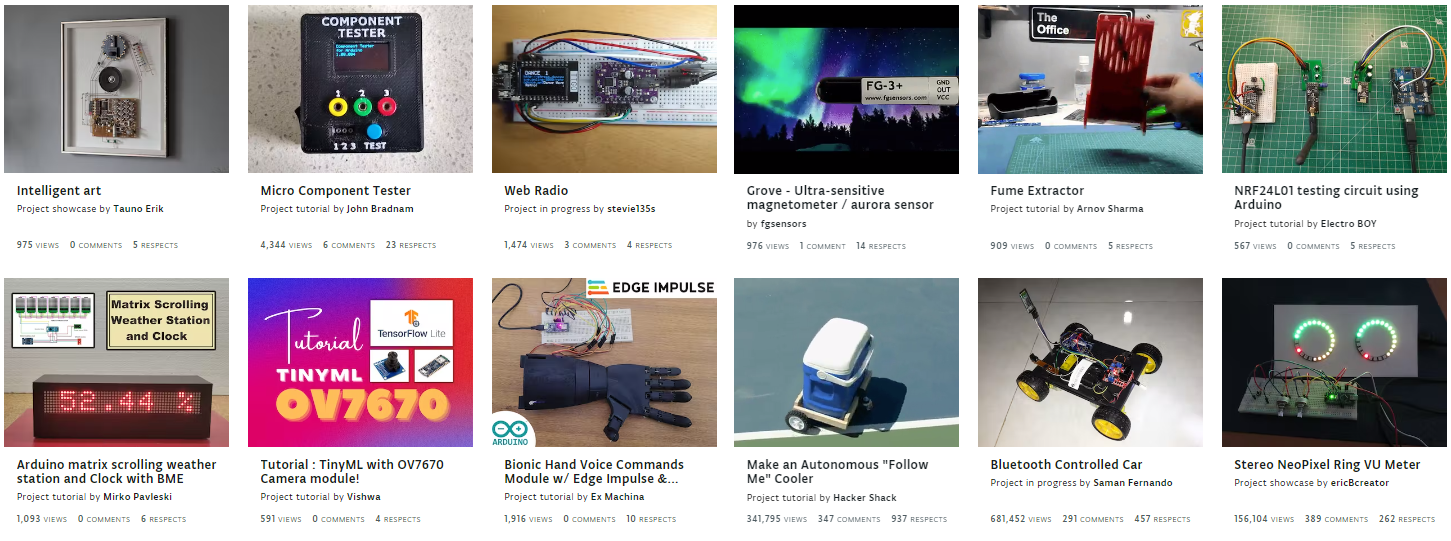 COMPONENT
TESTER
Component Tester
for Arduino
1 2 3
1 2 3 TEST
DANCE 1
FG-3+
www.fgsensors.com
GND
OUT
VCC
The
Office
Intelligent art
Project showcase by Tauno Erik
975 VIEWS 0 COMMENTS 5 RESPECTS
Micro Component Tester
Project tutorial by John Bradnam
4,344 VIEWS 6 COMMENTS 23 RESPECTS
Web Radio
Project in progress by stevie135s
1,474 VIEWS 3 COMMENTS 4 RESPECTS
Grove - Ultra-sensitive
magnetometer / aurora sensor
by fgsensors
976 VIEWS 1 COMMENT 14 RESPECTS
Fume Extractor
Project tutorial by Arnov Sharma
909 VIEWS 0 COMMENTS 5 RESPECTS
NRF24L01 testing circuit using
Arduino
Project tutorial by Electro BOY
567 VIEWS 0 COMMENTS 5 RESPECTS
Matrix Scrolling
Weather Station
and Clock
52.44 %
Tutorial
TensorFlow Lite
TINYML
OV7670
EDGE IMPULSE
ARDUINO
Arduino matrix scrolling weather
station and Clock with BME
Project tutorial by Mirko Pavleski
1,093 VIEWS 0 COMMENTS 6 RESPECTS
Tutorial : TinyML with OV7670
Camera module!
Project tutorial by Vishwa
591 VIEWS 0 COMMENTS 4 RESPECTS
Bionic Hand Voice Commands
Module w/ Edge Impulse &...
Project tutorial by Ex Machina
1,916 VIEWS 0 COMMENTS 10 RESPECTS
Make an Autonomous "Follow
Me" Cooler
Project tutorial by Hacker Shack
341,795 VIEWS 347 COMMENTS 937 RESPECTS
Bluetooth Controlled Car
Project in progress by Saman Fernando
681,452 VIEWS 291 COMMENTS 457 RESPECTS
Stereo NeoPixel Ring VU Meter
Project showcase by ericBcreator
156,104 VIEWS 389 COMMENTS 262 RESPECTS